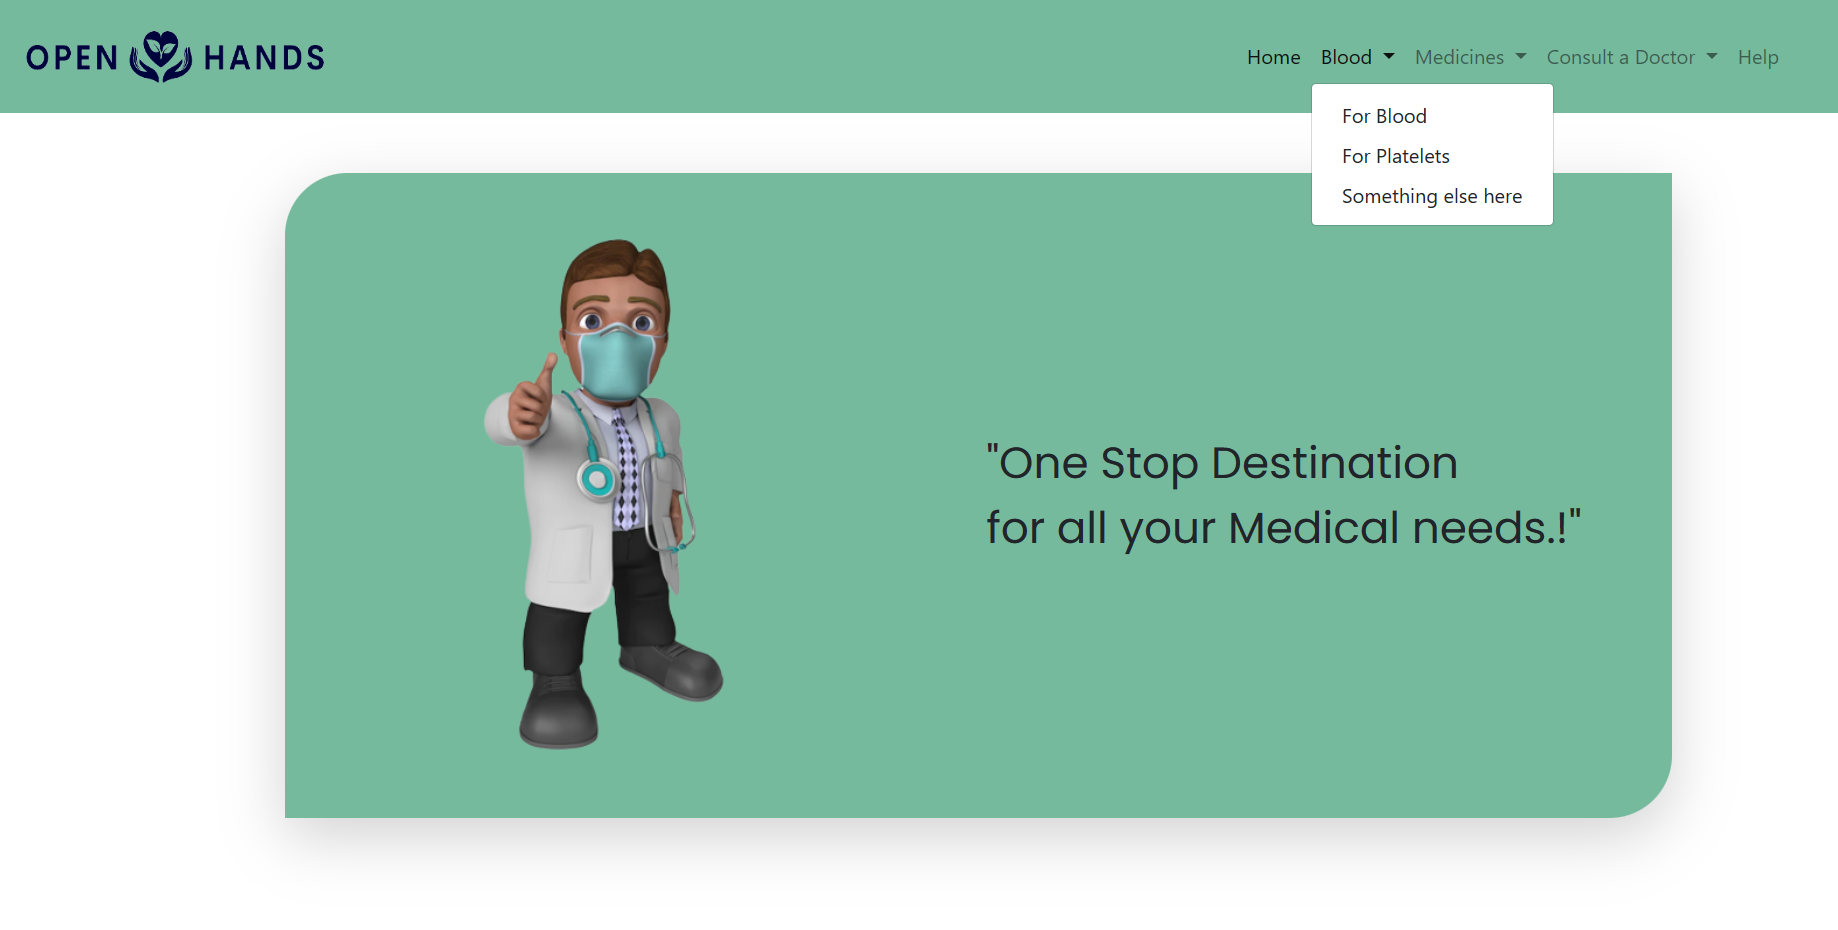 OPEN HANDS
Home Blood Medicines Consult a Doctor Help
For Blood
For Platelets
Something else here
"One Stop Destination
for all your Medical needs.!"